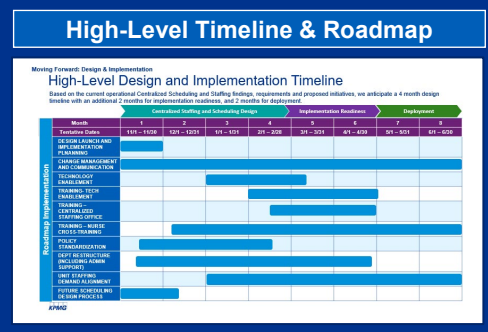 High-Level Timeline & Roadmap
Moving Forward: Design & Implementation
High-Level Design and Implementation Timeline
Based on the current operational Centralized Scheduling and Staffing findings, requirements and proposed initiatives, we anticipate a 4 month design
timeline with an additional 2 months for implementation readiness, and 2 months for deployment.
Centralized Staffing and Scheduling Design Implementation Readiness Deployment
Month 1 2 3 4 5 6 7 8
Tentative Dates 11/1 – 11/30 12/1 – 12/31 1/1 – 1/31 2/1 – 2/28 3/1 – 3/31 4/1 – 4/30 5/1 – 5/31 6/1 – 6/30
Roadmap Implementation
DESIGN LAUNCH AND
IMPLEMENTATION
PLNANNING
CHANGE MANAGEMENT
AND COMMUNICATION
TECHNOLOGY
ENABLEMENT
TRAINING- TECH
ENABLEMENT
TRAINING –
CENTRALIZED
STAFFING OFFICE
TRAINING – NURSE
CROSS-TRAINING
POLICY
STANDARDIZATION
DEPT RESTRUCTURE
(INCLUDING ADMIN
SUPPORT)
UNIT STAFFING
DEMAND ALIGNMENT
FUTURE SCHEDULING
DESIGN PROCESS
KPMG